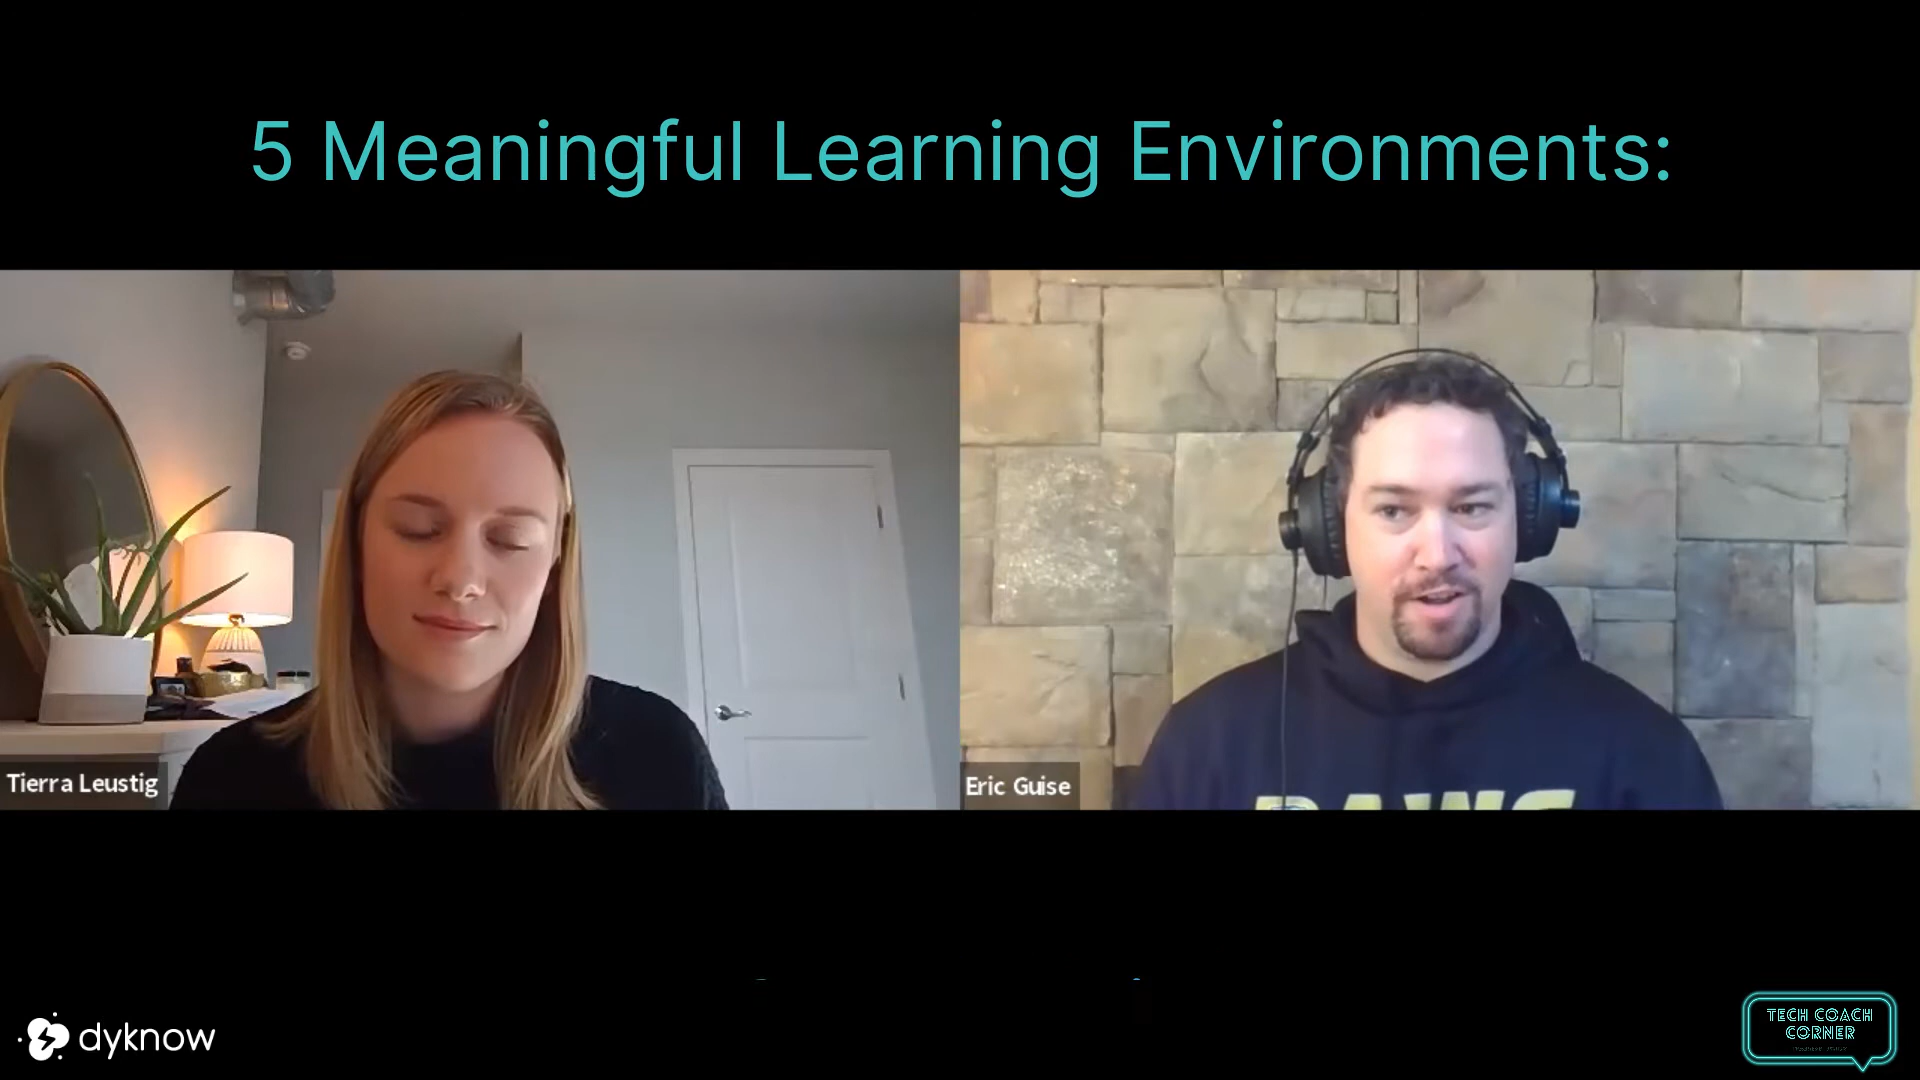 5 Meaningful Learning Environments:
Tierra Leustig
Eric Guise
dyknow
TECH COACH
CORNER